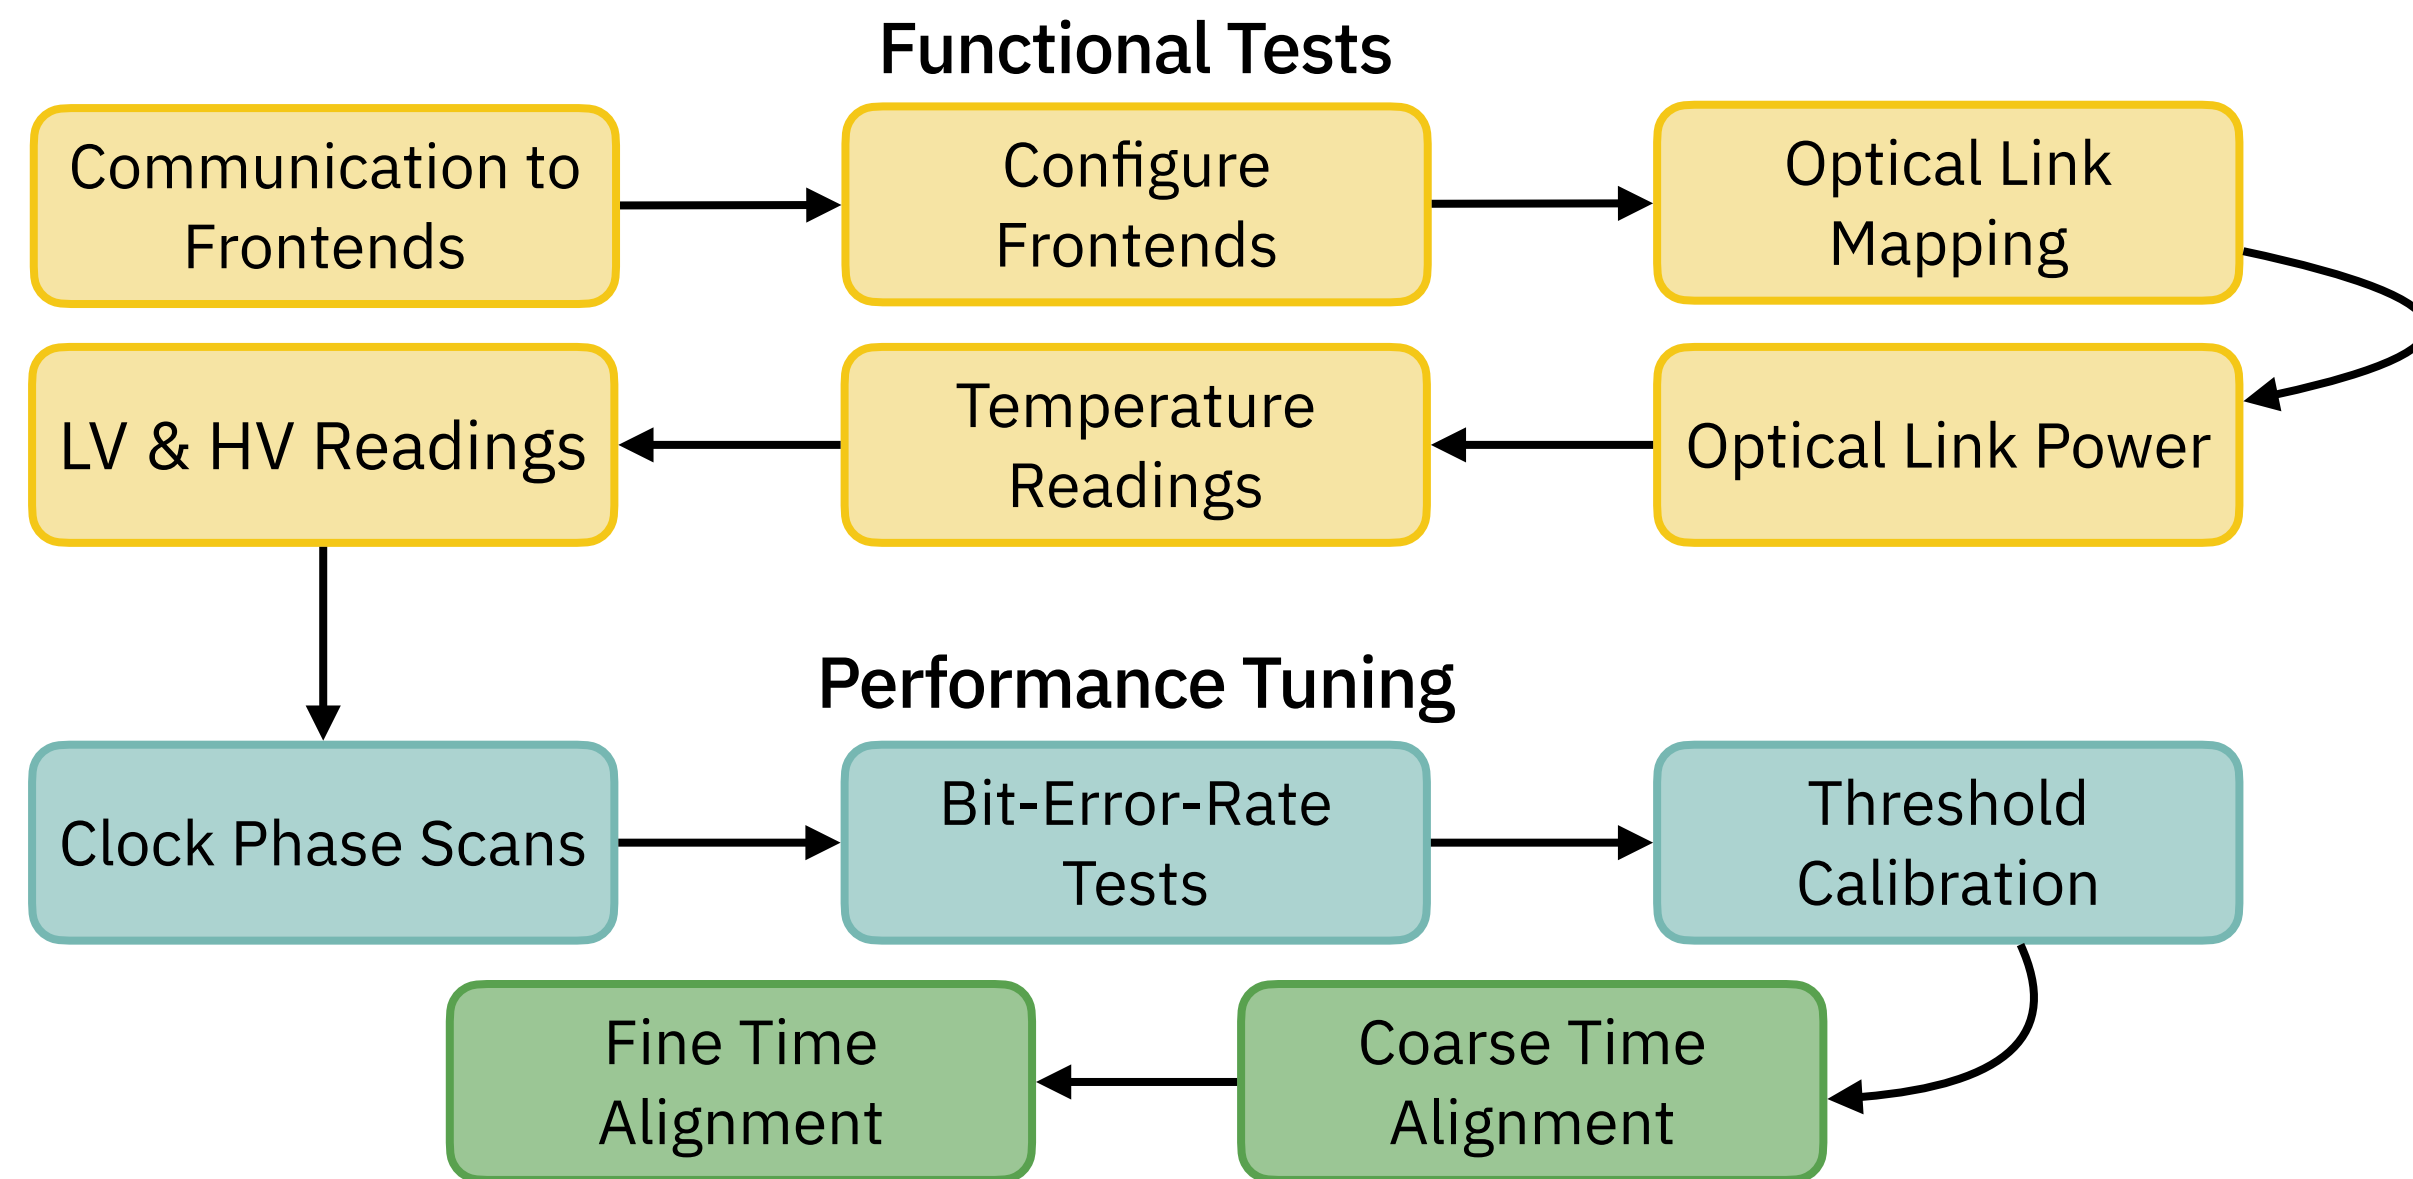 Functional Tests
Communication to
Frontends
Configure
Frontends
Optical Link
Mapping
LV & HV Readings
Temperature
Readings
Optical Link Power
Performance Tuning
Clock Phase Scans
Bit-Error-Rate
Tests
Threshold
Calibration
Fine Time
Alignment
Coarse Time
Alignment